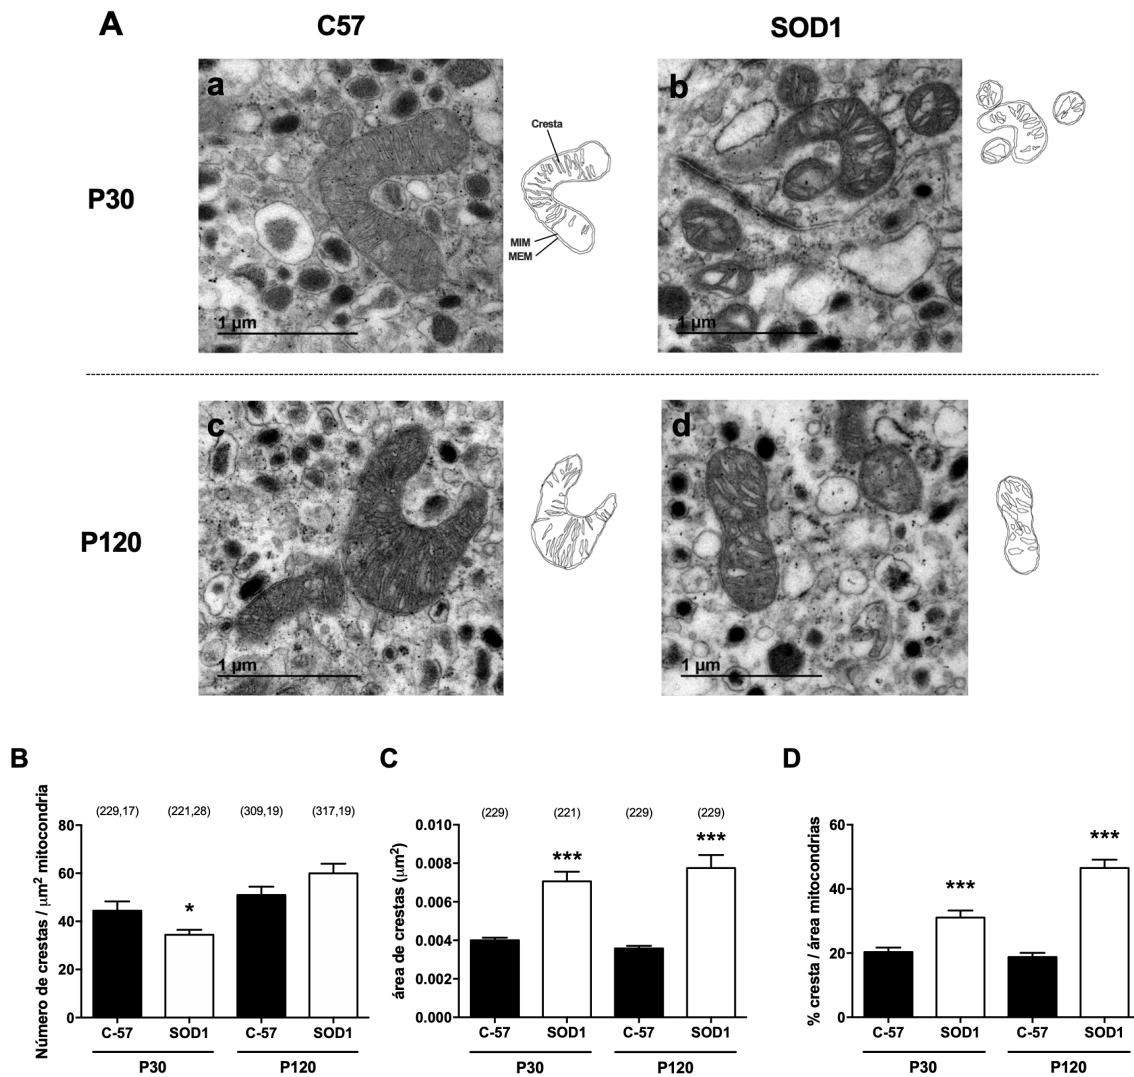 A
C57
SOD1
P30
a
1 µm
Cresta
MIM
MEM
b
1 µm
P120
c
1 µm
d
1 µm
B
Número de crestas / µm² mitocondria
(229,17) (221,28) (309,19) (317,19)
80
60
40
20
0
*
C-57 SOD1 C-57 SOD1
P30 P120
C
área de crestas (µm²)
(229) (221) (229) (229)
0.010
0.008
0.006
0.004
0.002
0.000
***
***
C-57 SOD1 C-57 SOD1
P30 P120
D
% cresta / área mitocondrias
60
40
20
0
***
***
C-57 SOD1 C-57 SOD1
P30 P120